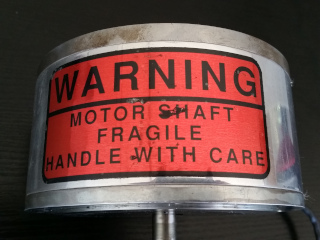 WARNING
MOTOR SHAFT
FRAGILE
HANDLE WITH CARE